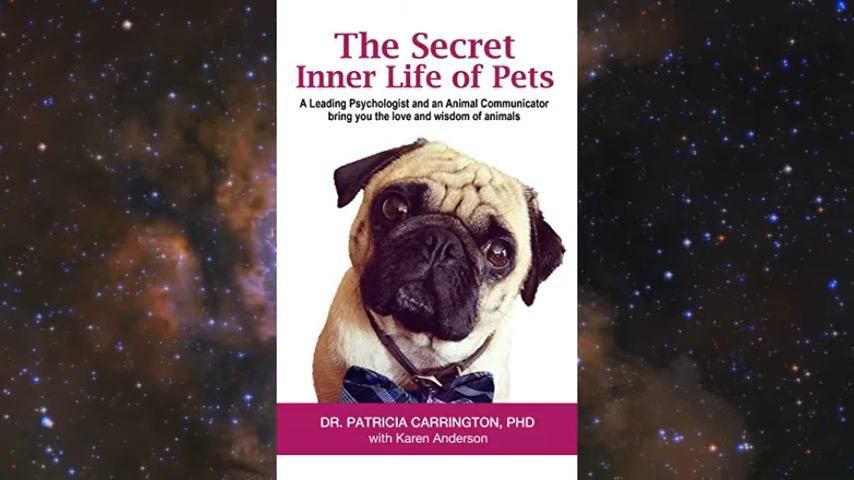 The Secret
Inner Life of Pets
A Leading Psychologist and an Animal Communicator
bring you the love and wisdom of animals
DR. PATRICIA CARRINGTON, PHD
with Karen Anderson